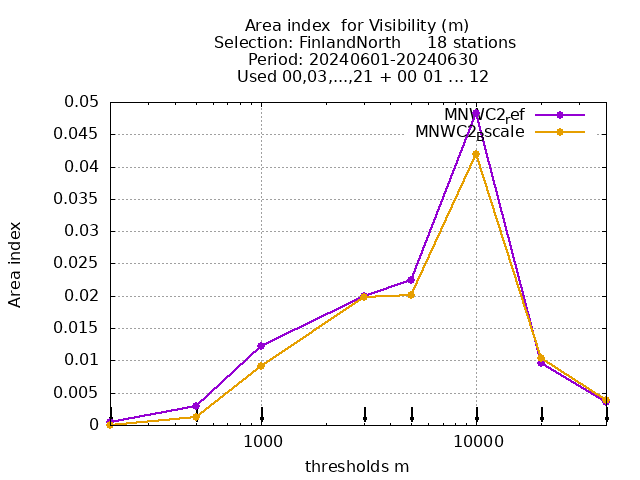 Area index  for Visibility (m)
Selection: FinlandNorth     18 stations
Period: 20240601-20240630
Used 00,03,...,21 + 00 01 ... 12
MNWC2ref
MNWC2Bscale
0.05
0.045
0.04
0.035
0.03
0.025
0.02
0.015
0.01
0.005
0
Area index
1000
10000
thresholds m